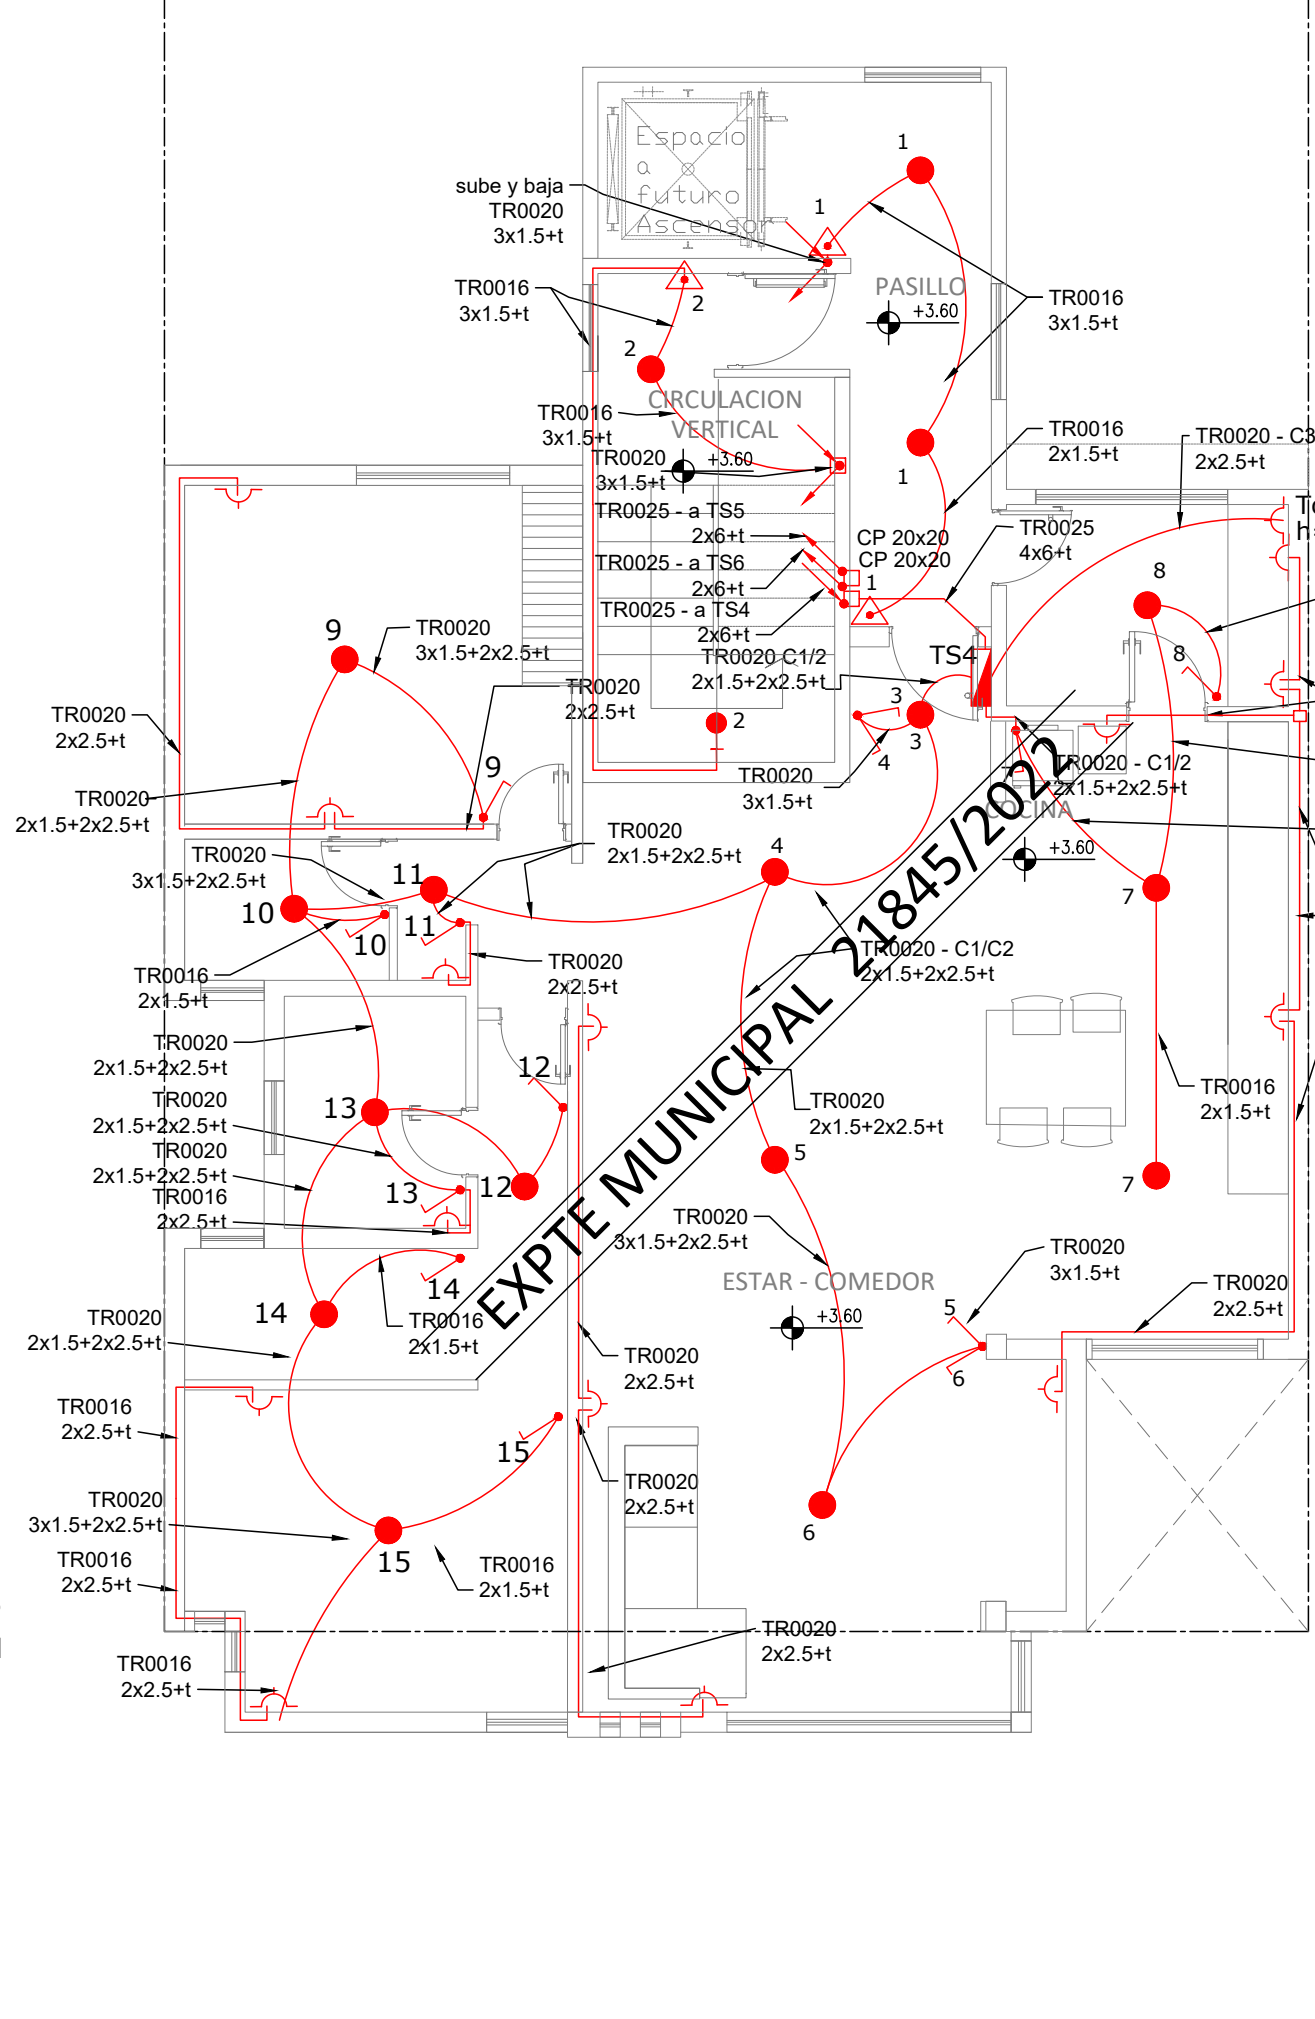 Espacio
a
futuro
Ascensor
1
sube y baja
TR0020
3x1.5+t
1
PASILLO
+3.60
TR0016
3x1.5+t
2
TR0016
3x1.5+t
2
CIRCULACION
VERTICAL
+3.60
TR0016
3x1.5+t
TR0020
3x1.5+t
TR0016
2x1.5+t
1
TR0020 - C3
2x2.5+t
TR0025 - a TS5
2x6+t
TR0025 - a TS6
2x6+t
TR0025 - a TS4
2x6+t
CP 20x20
CP 20x20
1
TR0025
4x6+t
8
8
9
TR0020
3x1.5+2x2.5+t
TR0020 C1/2
2x1.5+2x2.5+t
TS4
TR0020
2x2.5+t
TR0020
2x2.5+t
2
3
3
4
TR0020
3x1.5+t
TR0020 - C1/2
2x1.5+2x2.5+t
COCINA
+3.60
9
TR0020
2x1.5+2x2.5+t
TR0020
2x1.5+2x2.5+t
TR0020
3x1.5+2x2.5+t
11
4
7
10
11
10
TR0020 - C1/C2
2x1.5+2x2.5+t
TR0016
2x1.5+t
TR0020
2x2.5+t
TR0020
2x1.5+2x2.5+t
12
TR0020
2x1.5+2x2.5+t
13
TR0020
2x1.5+2x2.5+t
TR0016
2x1.5+t
TR0020
2x1.5+2x2.5+t
5
7
13
12
TR0016
2x2.5+t
TR0020
3x1.5+2x2.5+t
EXPTE MUNICIPAL 21845/2022
ESTAR - COMEDOR
+3.60
TR0020
3x1.5+t
TR0020
2x2.5+t
14
14
TR0016
2x1.5+t
5
6
TR0020
2x1.5+2x2.5+t
TR0020
2x2.5+t
TR0016
2x2.5+t
15
TR0020
2x2.5+t
TR0020
3x1.5+2x2.5+t
6
15
TR0016
2x2.5+t
TR0016
2x1.5+t
TR0020
2x2.5+t
TR0016
2x2.5+t